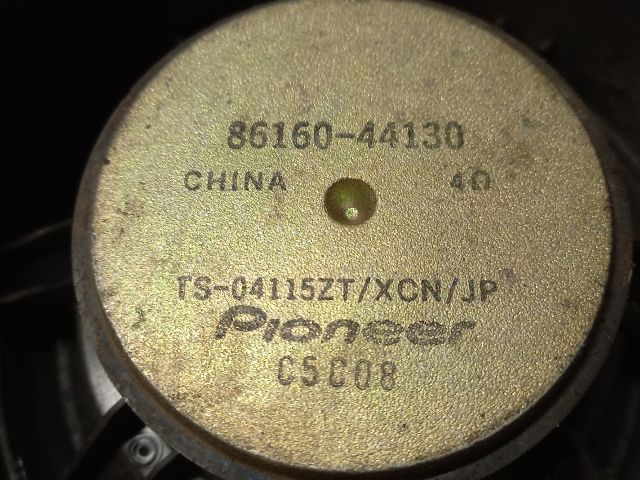 86160-44130
CHINA 4Ω
TS-04115ZT/XCN/JP
Pioneer
C5C08